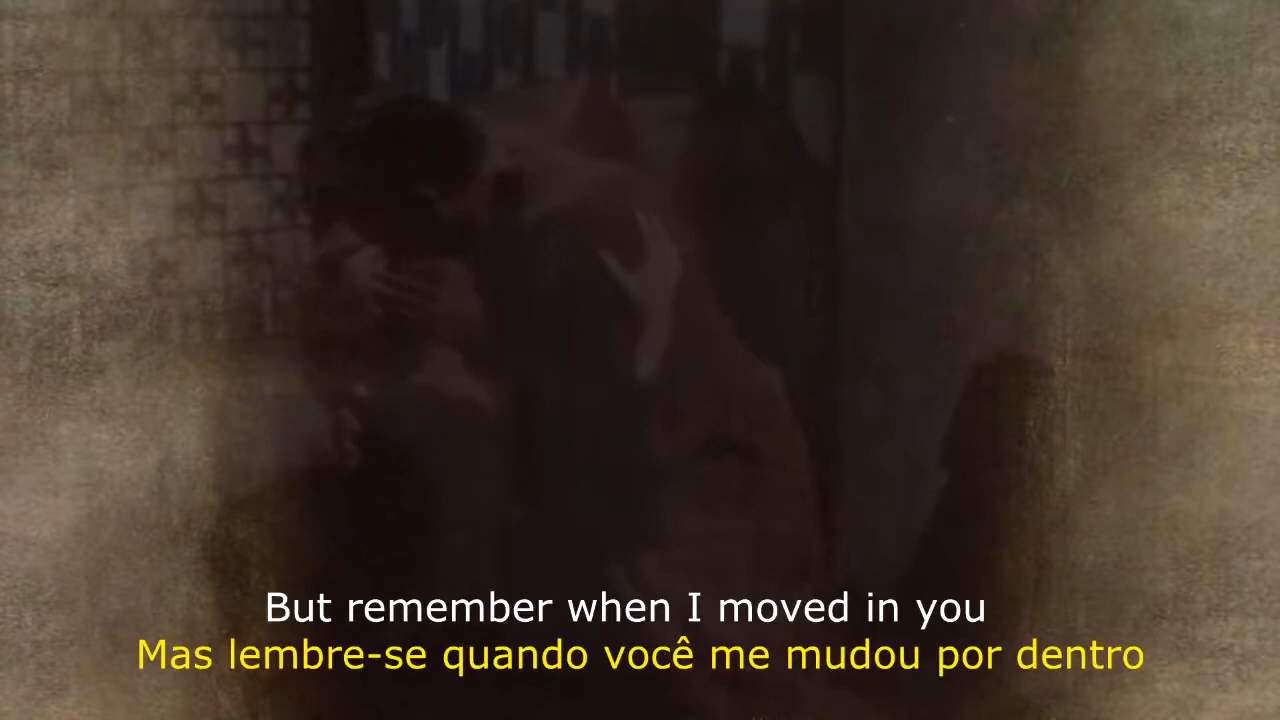 But remember when I moved in you
Mas lembre-se quando você me mudou por dentro